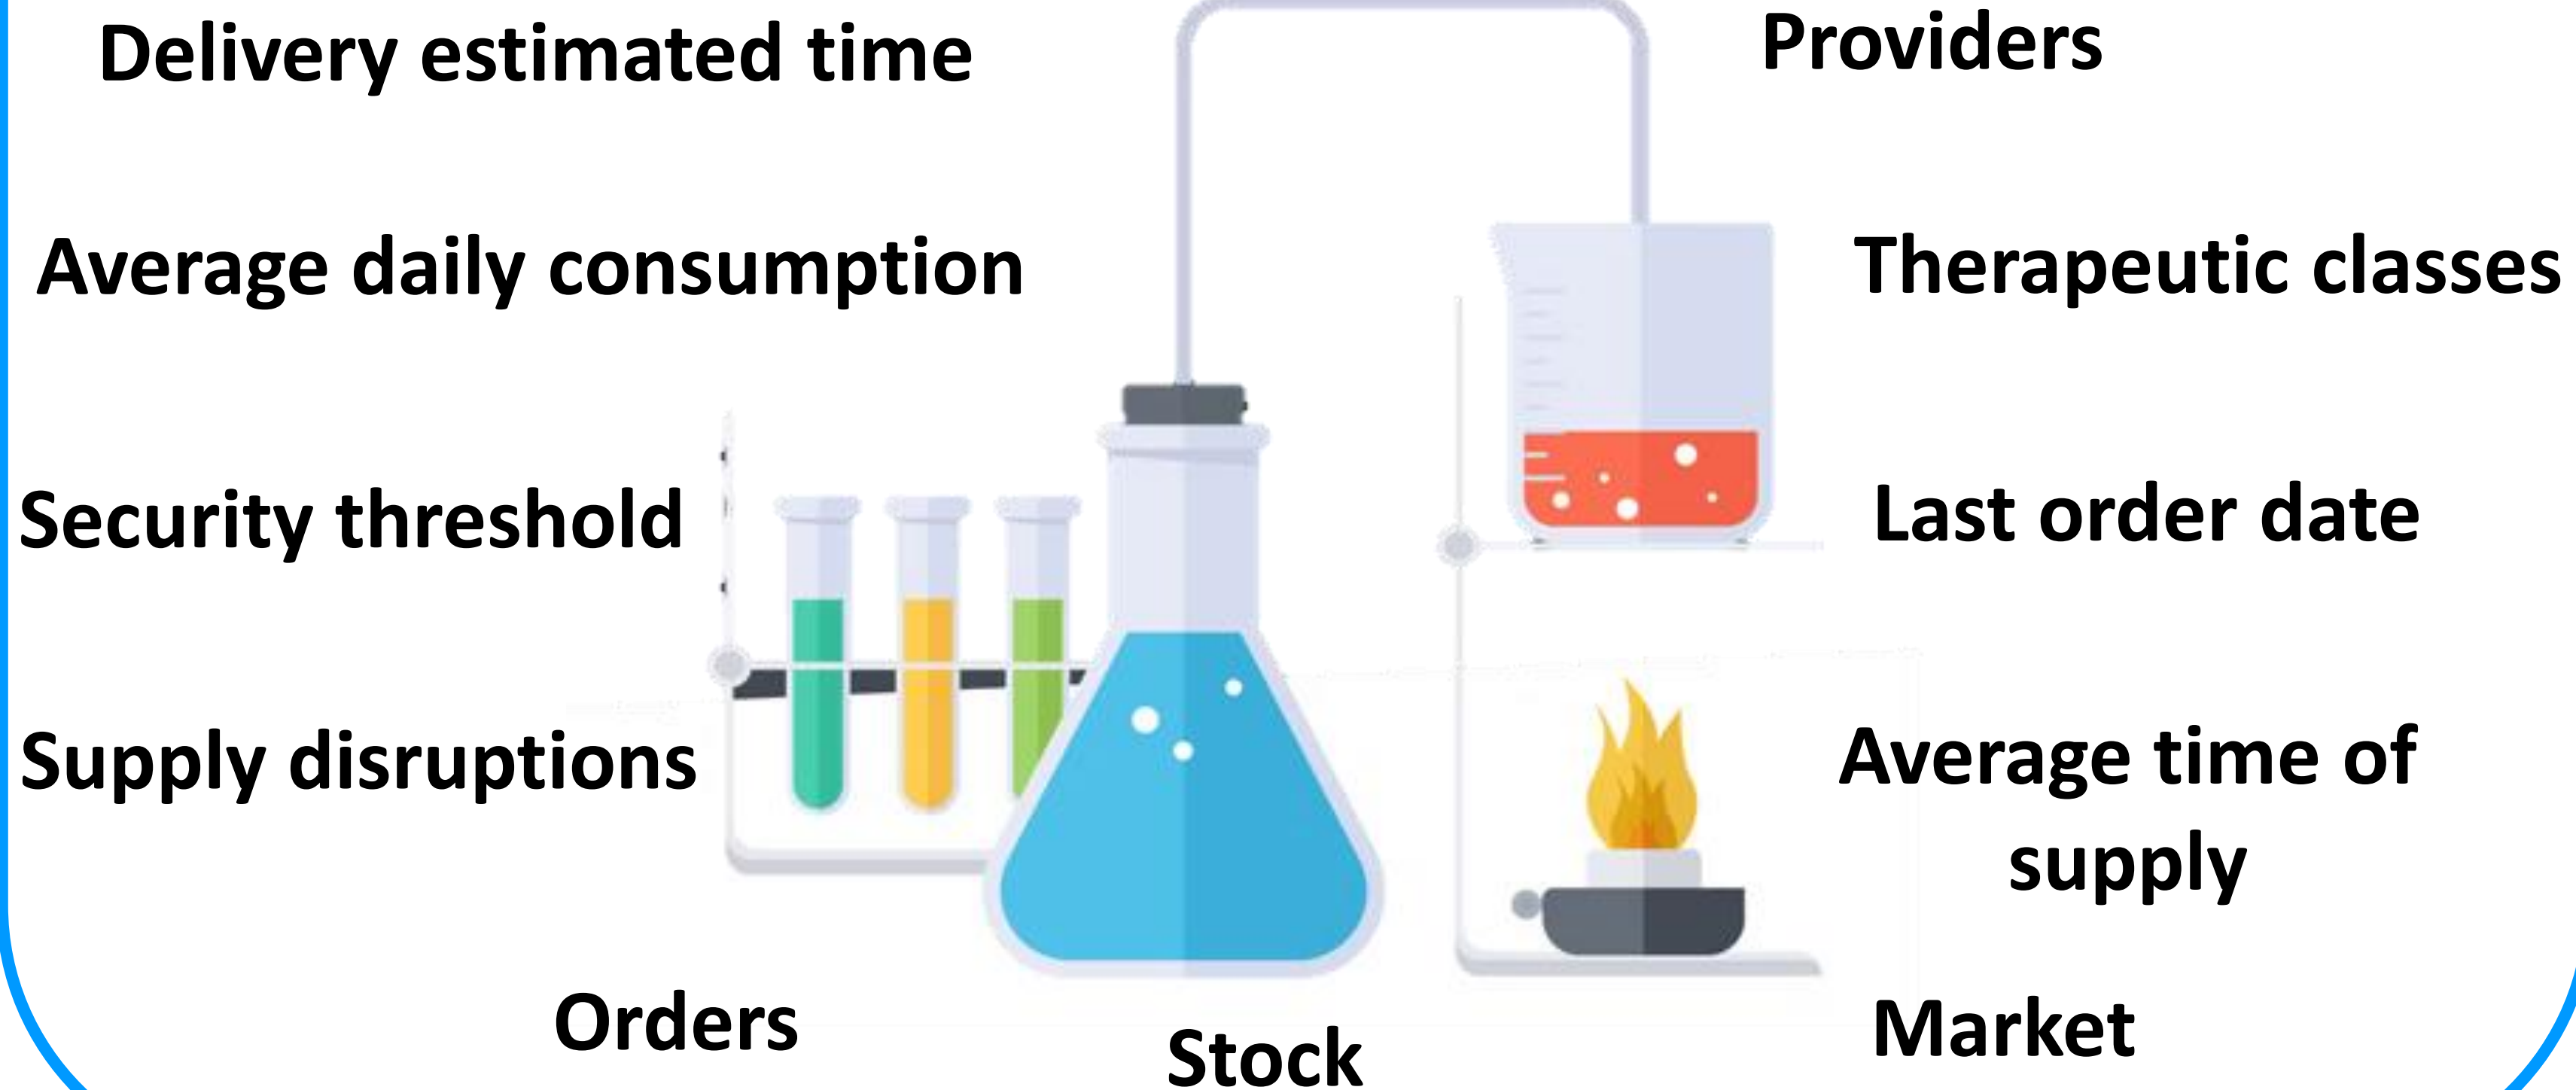 Delivery estimated time
Providers
Average daily consumption
Therapeutic classes
Security threshold
Last order date
Supply disruptions
Average time of
supply
Orders
Stock
Market